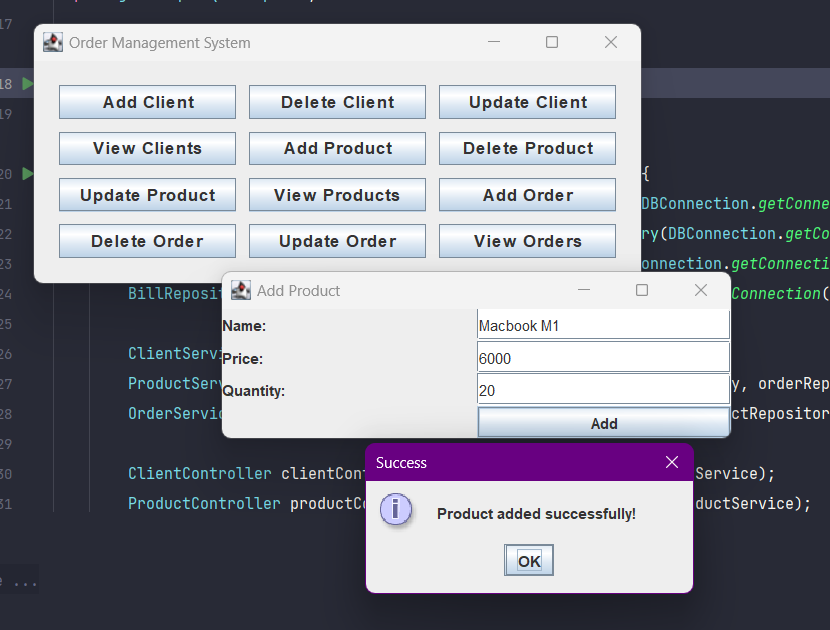 17
Order Management System
18
Add Client Delete Client Update Client
19
View Clients Add Product Delete Product
20 {
Update Product View Products Add Order
21 DBConnection.getConne
22 ry(DBConnection.getCo
Delete Order Update Order View Orders
23 onnection.getConnecti
24 BillReposit Connection(
Add Product
25
Name: Macbook M1
26 ClientServ
Price: 6000
27 ProductServ y, orderRep
Quantity: 20
28 OrderServic ctRepositor
Add
29
Success
30 ClientController clientCont Service);
31 ProductController productCo ductService);
Product added successfully!
OK
e ...